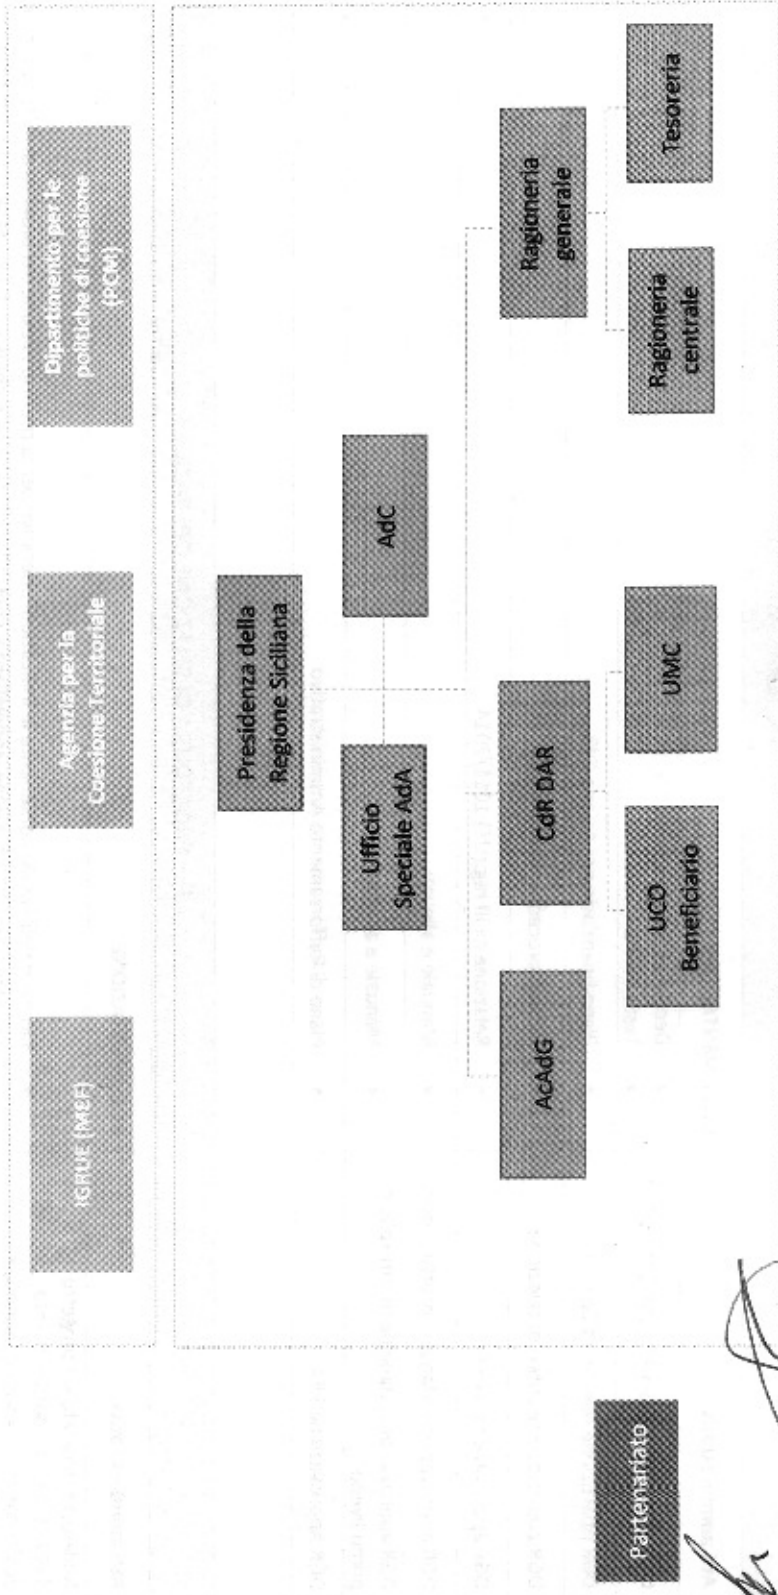 IGRUE (MEF)
Agenzia per la
Coesione Territoriale
Dipartimento per le
politiche di coesione
(PCM)
Presidenza della
Regione Siciliana
Ufficio
Speciale AdA
AdC
AcAdG
CdR DAR
Ragioneria
generale
UCO
Beneficiario
UMC
Ragioneria
centrale
Tesoreria
Partenariato